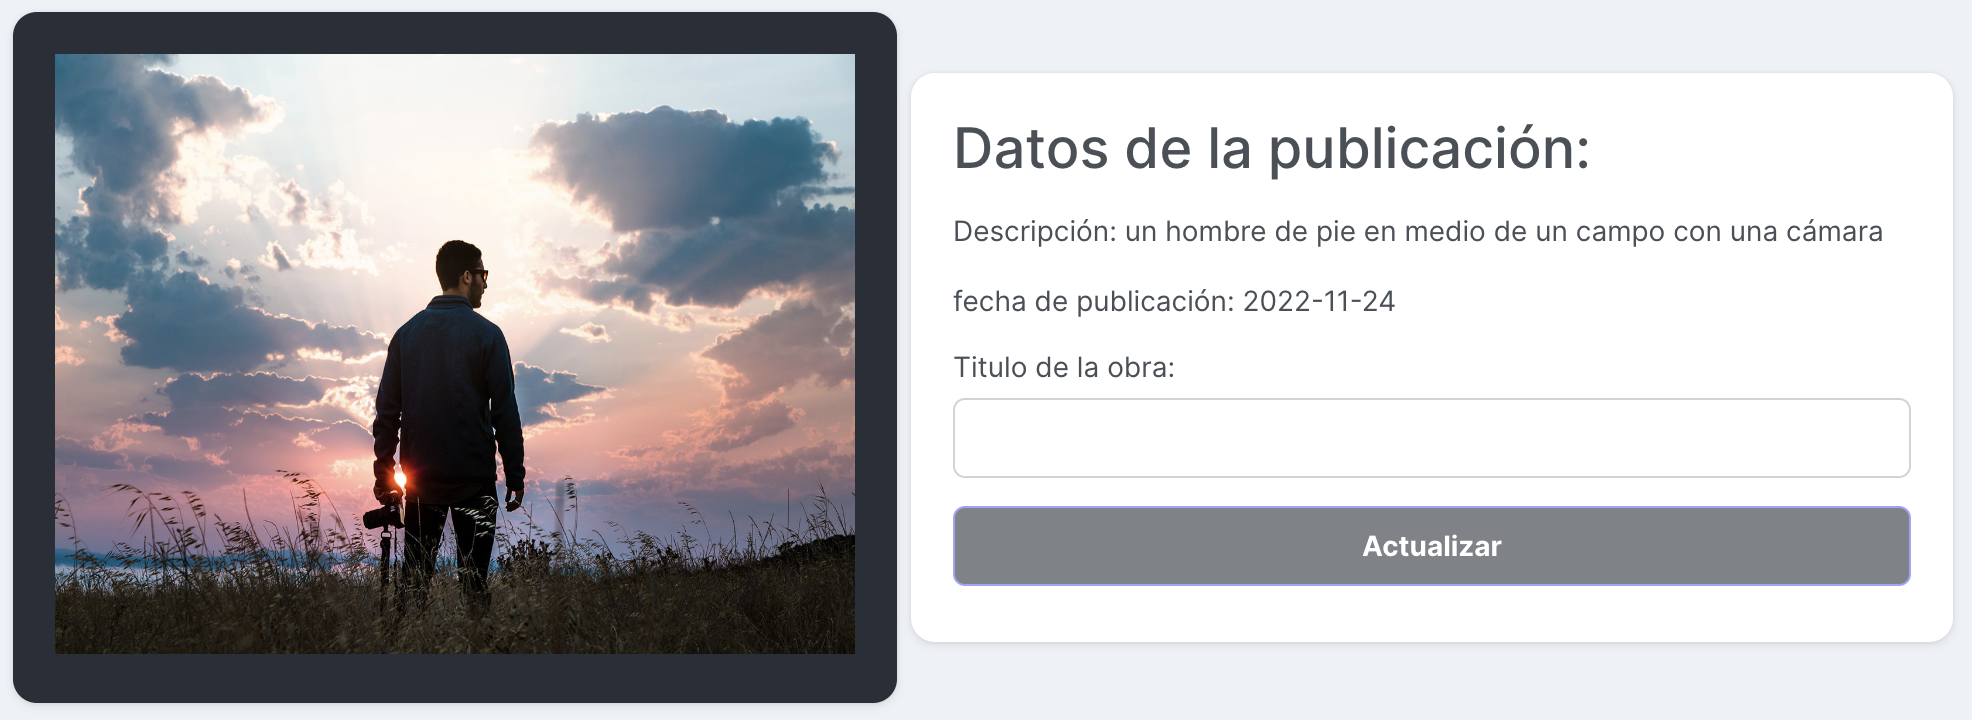 Datos de la publicación:
Descripción: un hombre de pie en medio de un campo con una cámara
fecha de publicación: 2022-11-24
Titulo de la obra:
Actualizar